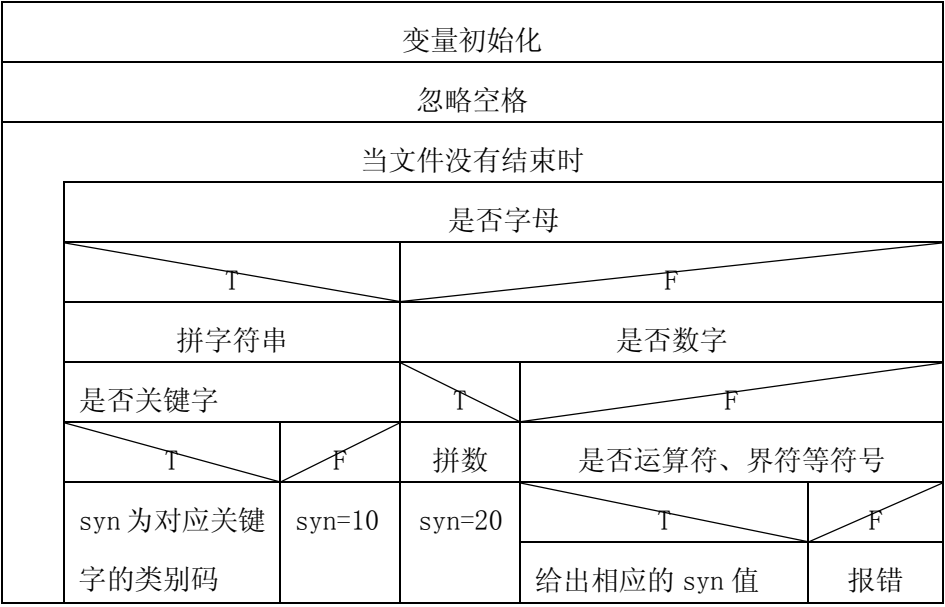 变量初始化
忽略空格
当文件没有结束时
是否字母
T F
拼字符串 是否数字
是否关键字 T F
T F 拼数 是否运算符、界符等符号
syn为对应关键 syn=10 syn=20 T F
字的类别码 给出相应的 syn 值 报错